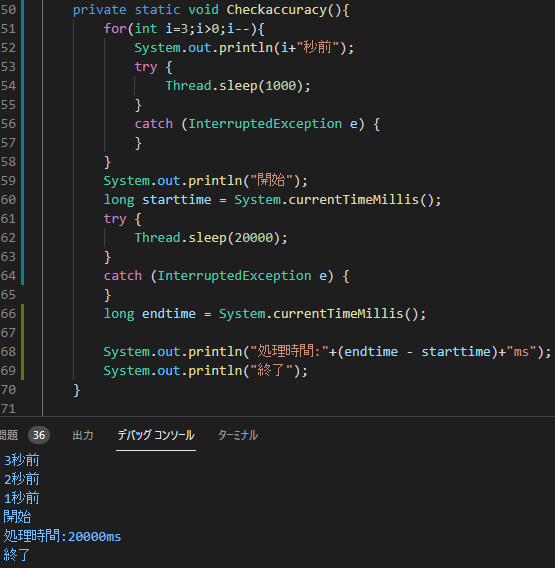 50 private static void Checkaccuracy(){
51 for(int i=3;i>0;i--){
52 System.out.println(i+"秒前");
53 try {
54 Thread.sleep(1000);
55 }
56 catch (InterruptedException e) {
57 }
58 }
59 System.out.println("開始");
60 long starttime = System.currentTimeMillis();
61 try {
62 Thread.sleep(20000);
63 }
64 catch (InterruptedException e) {
65 }
66 long endtime = System.currentTimeMillis();
67
68 System.out.println("処理時間:"+(endtime - starttime)+"ms");
69 System.out.println("終了");
70 }
71
問題 36 出力 デバッグ コンソール ターミナル
3秒前
2秒前
1秒前
開始
処理時間:20000ms
終了